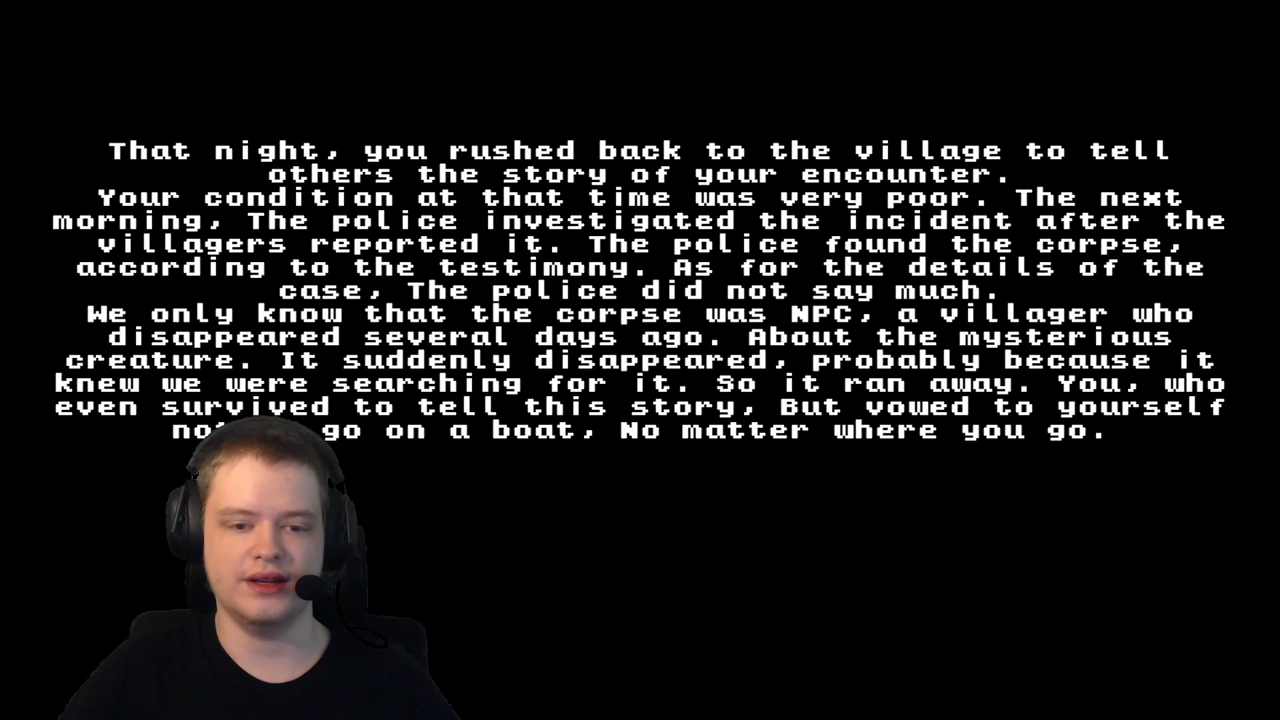 That night, you rushed back to the village to tell
others the story of your encounter.
Your condition at that time was very poor. The next
morning, The police investigated the incident after the
villagers reported it. The police found the corpse,
according to the testimony. As for the details of the
case, The police did not say much.
We only know that the corpse was NPC, a villager who
disappeared several days ago. About the mysterious
creature. It suddenly disappeared, probably because it
knew we were searching for it. So it ran away. You, who
even survived to tell this story, But vowed to yourself
go on a boat, No matter where you go.